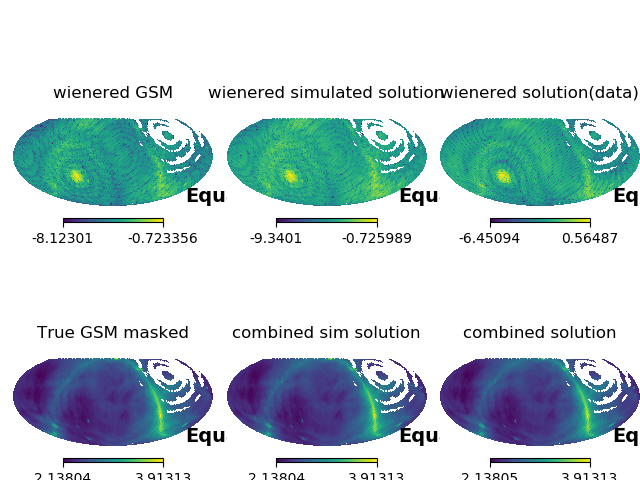 wienered GSM
wienered simulated solution
wienered solution(data)
Equ
Equ
Eq
-8.12301 -0.723356
-9.3401 -0.725989
-6.45094 0.56487
True GSM masked
combined sim solution
combined solution
Equ
Equ
Eq
2.13804 3.91313
2.13804 3.91313
2.13805 3.91313